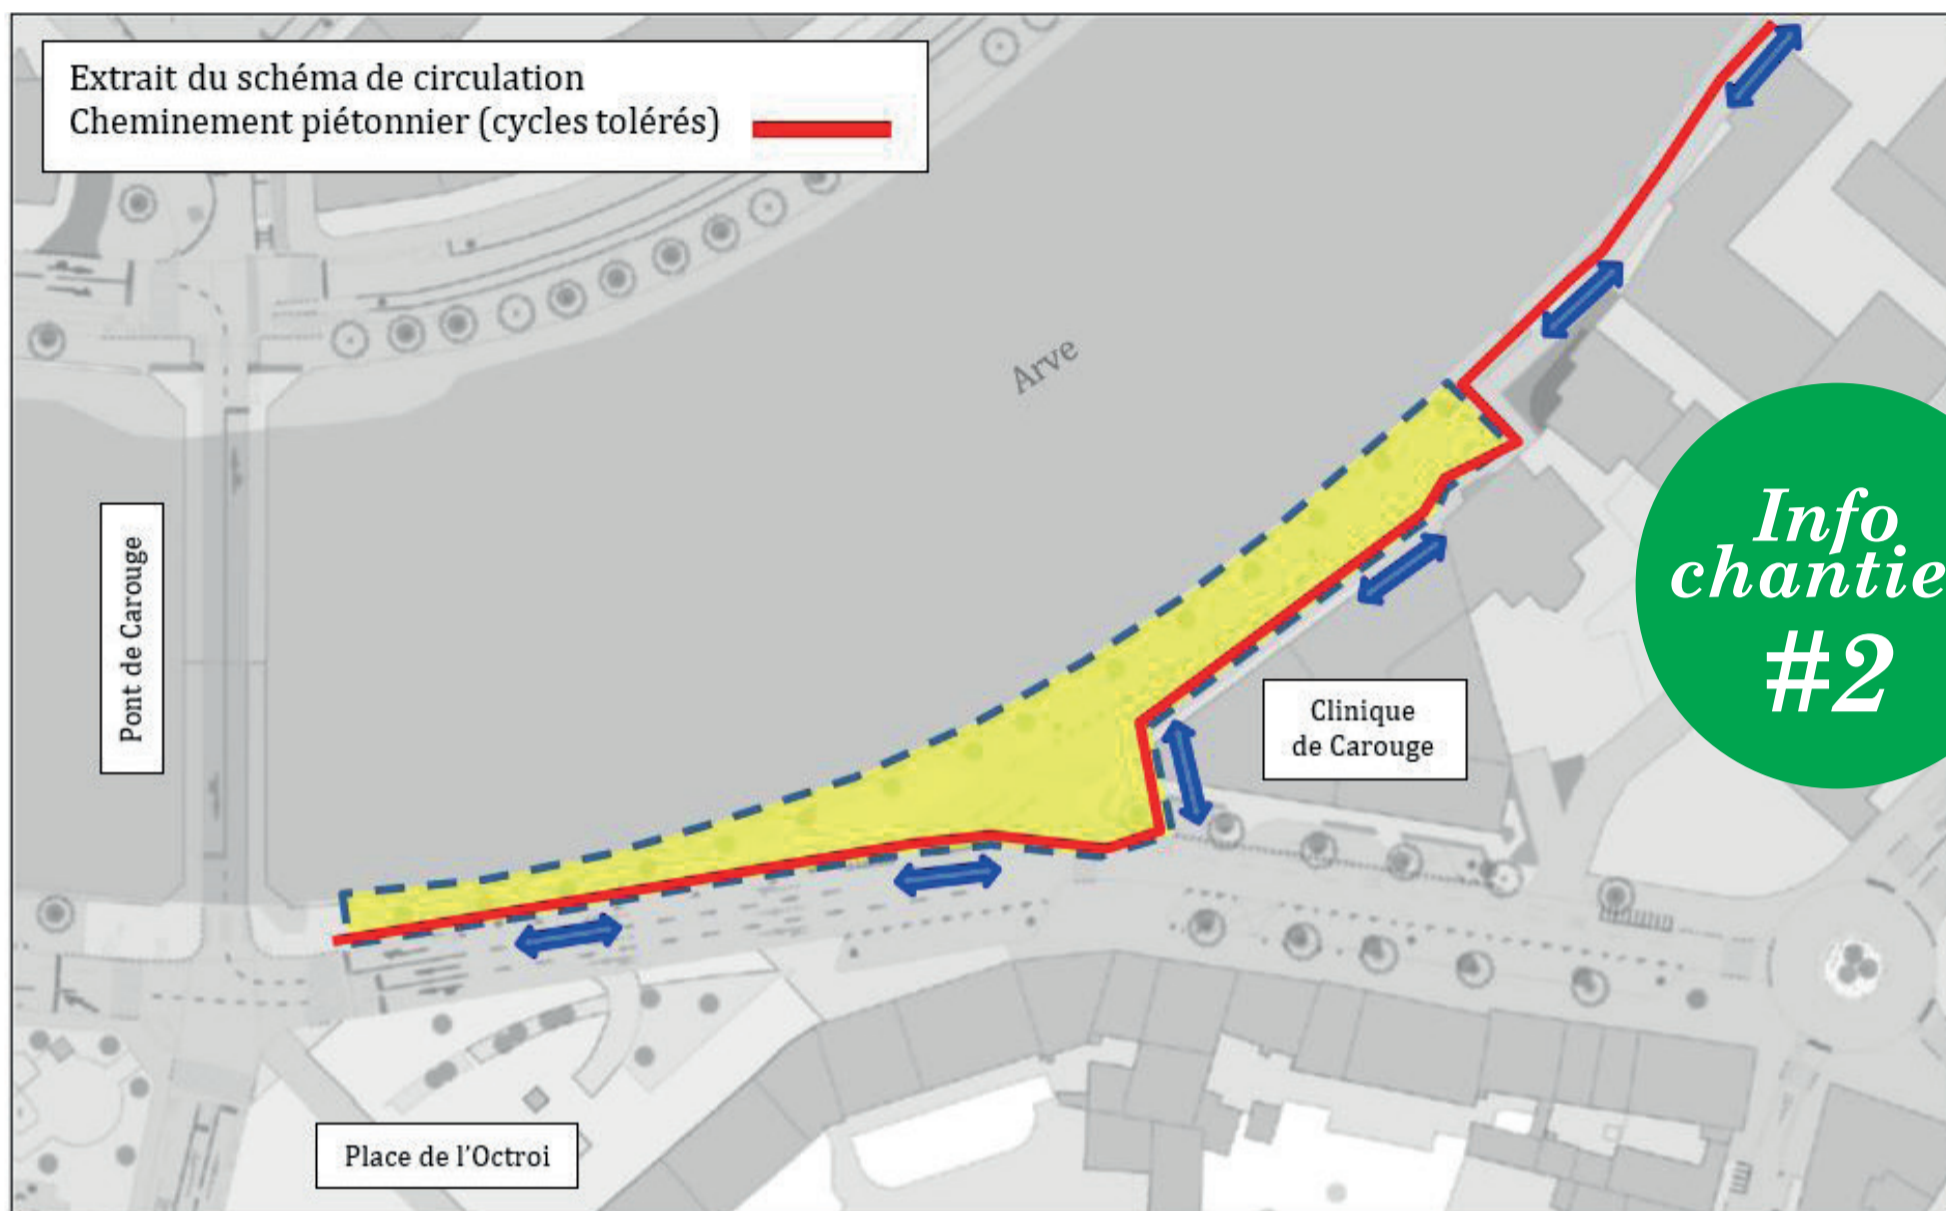 Extrait du schéma de circulation
Cheminement piétonnier (cycles tolérés)
Arve
Pont de Carouge
Info
chantie
#2
Clinique
de Carouge
Place de l'Octroi